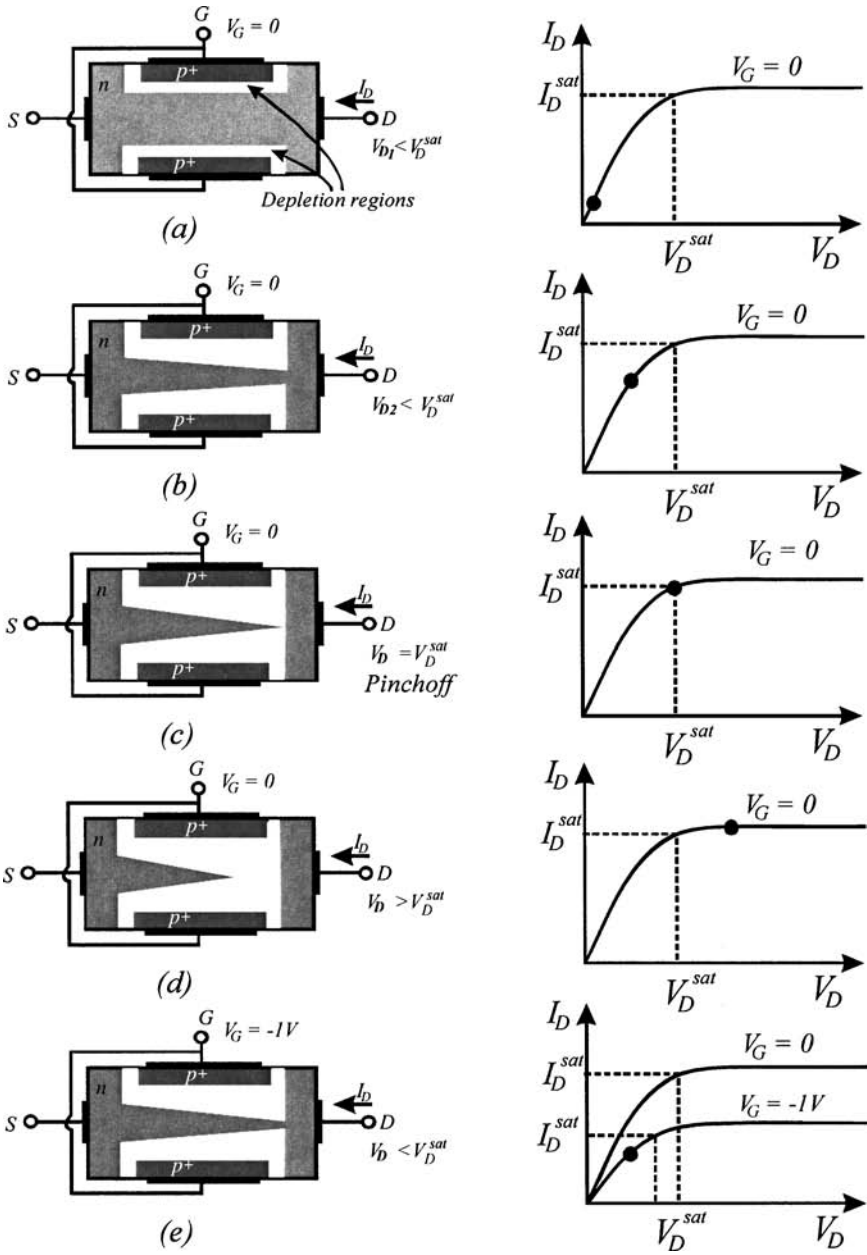 G V_G = 0
n p+
S I_D D
V_D1 < V_D^sat
Depletion regions
(a)
I_D
I_D^sat V_G = 0
V_D^sat V_D
G V_G = 0
n p+
S I_D D
V_D2 < V_D^sat
p+
(b)
I_D
I_D^sat V_G = 0
V_D^sat V_D
G V_G = 0
n p+
S I_D D
V_D = V_D^sat
p+ Pinchoff
(c)
I_D
I_D^sat V_G = 0
V_D^sat V_D
G V_G = 0
n p+
S I_D D
V_D > V_D^sat
p+
(d)
I_D
I_D^sat V_G = 0
V_D^sat V_D
G V_G = -1V
n p+
S I_D D
V_D < V_D^sat
p+
(e)
I_D
I_D^sat V_G = 0
I_D^sat V_G = -1V
V_D^sat V_D